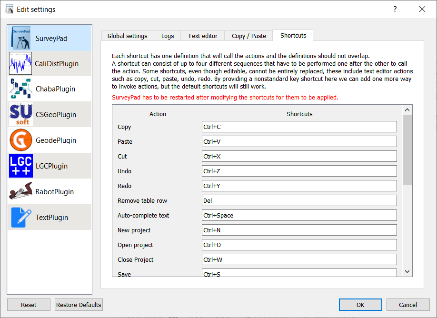 Edit settings
SurveyPad
CaliDistPlugin
ChabaPlugin
SU
soft
CSGeoPlugin
GeodePlugin
LGC
++
LGCPlugin
RabotPlugin
TextPlugin
Global settings
Logs
Text editor
Copy / Paste
Shortcuts
Each shortcut has one definition that will call the actions and the definitions should not overlap.
A shortcut can consist of up to four different sequences that have to be performed one after the other to call
the action. Some shortcuts, even though editable, cannot be entirely replaced, these include text editor actions
such as copy, cut, paste, undo, redo. By providing a nonstandard key shortcut here we can add one more way
to invoke actions, but the default shortcuts will still work.
SurveyPad has to be restarted after modifying the shortcuts for them to be applied.
Action Shortcuts
Copy Ctrl+C
Paste Ctrl+V
Cut Ctrl+X
Undo Ctrl+Z
Redo Ctrl+Y
Remove table row Del
Auto-complete text Ctrl+Space
New project Ctrl+N
Open project Ctrl+O
Close Project Ctrl+W
Save Ctrl+S
Reset
Restore Defaults
OK
Cancel